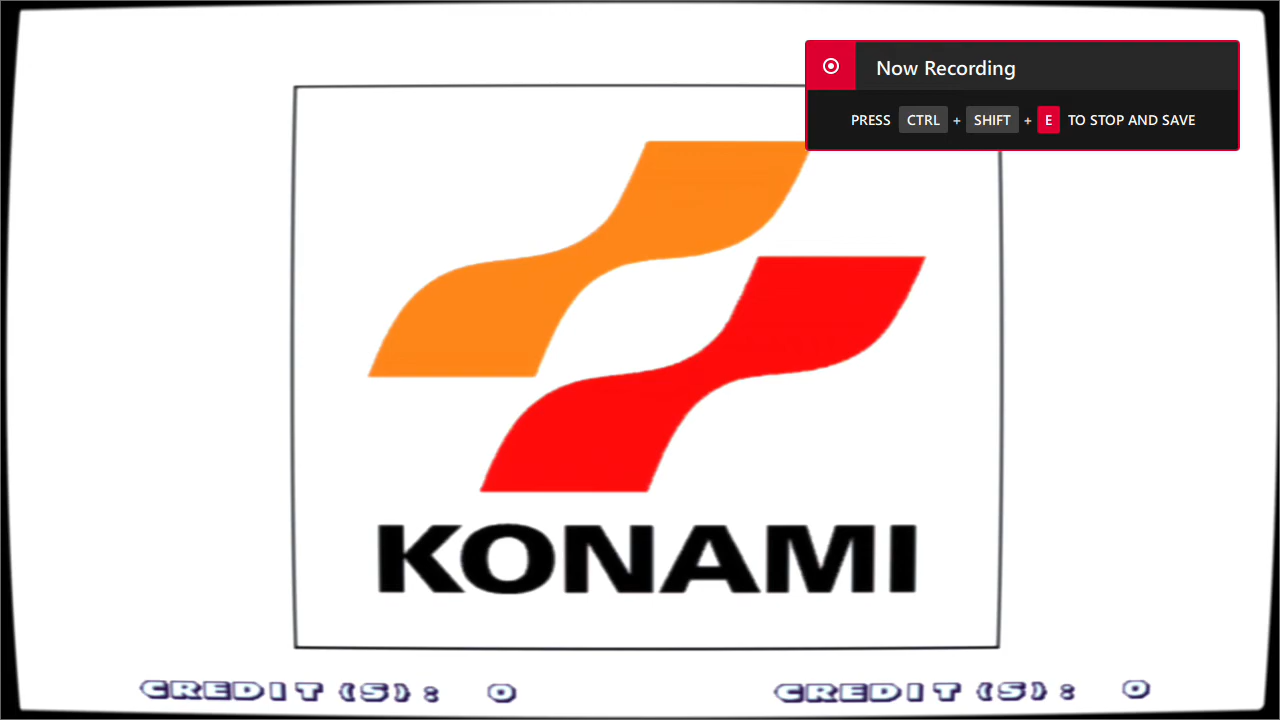 Now Recording
PRESS CTRL + SHIFT + E TO STOP AND SAVE
KONAMI
CREDIT(S): 0 CREDIT(S): 0